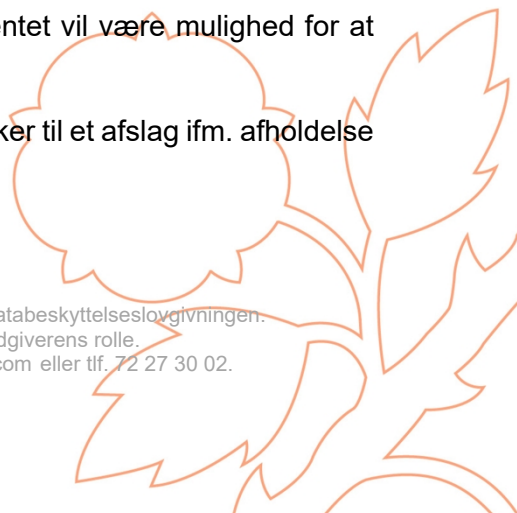 ntet vil være mulighed for at
ker til et afslag ifm. afholdelse
atabeskyttelseslovgivningen.
dgiverens rolle.
com eller tlf. 72 27 30 02.